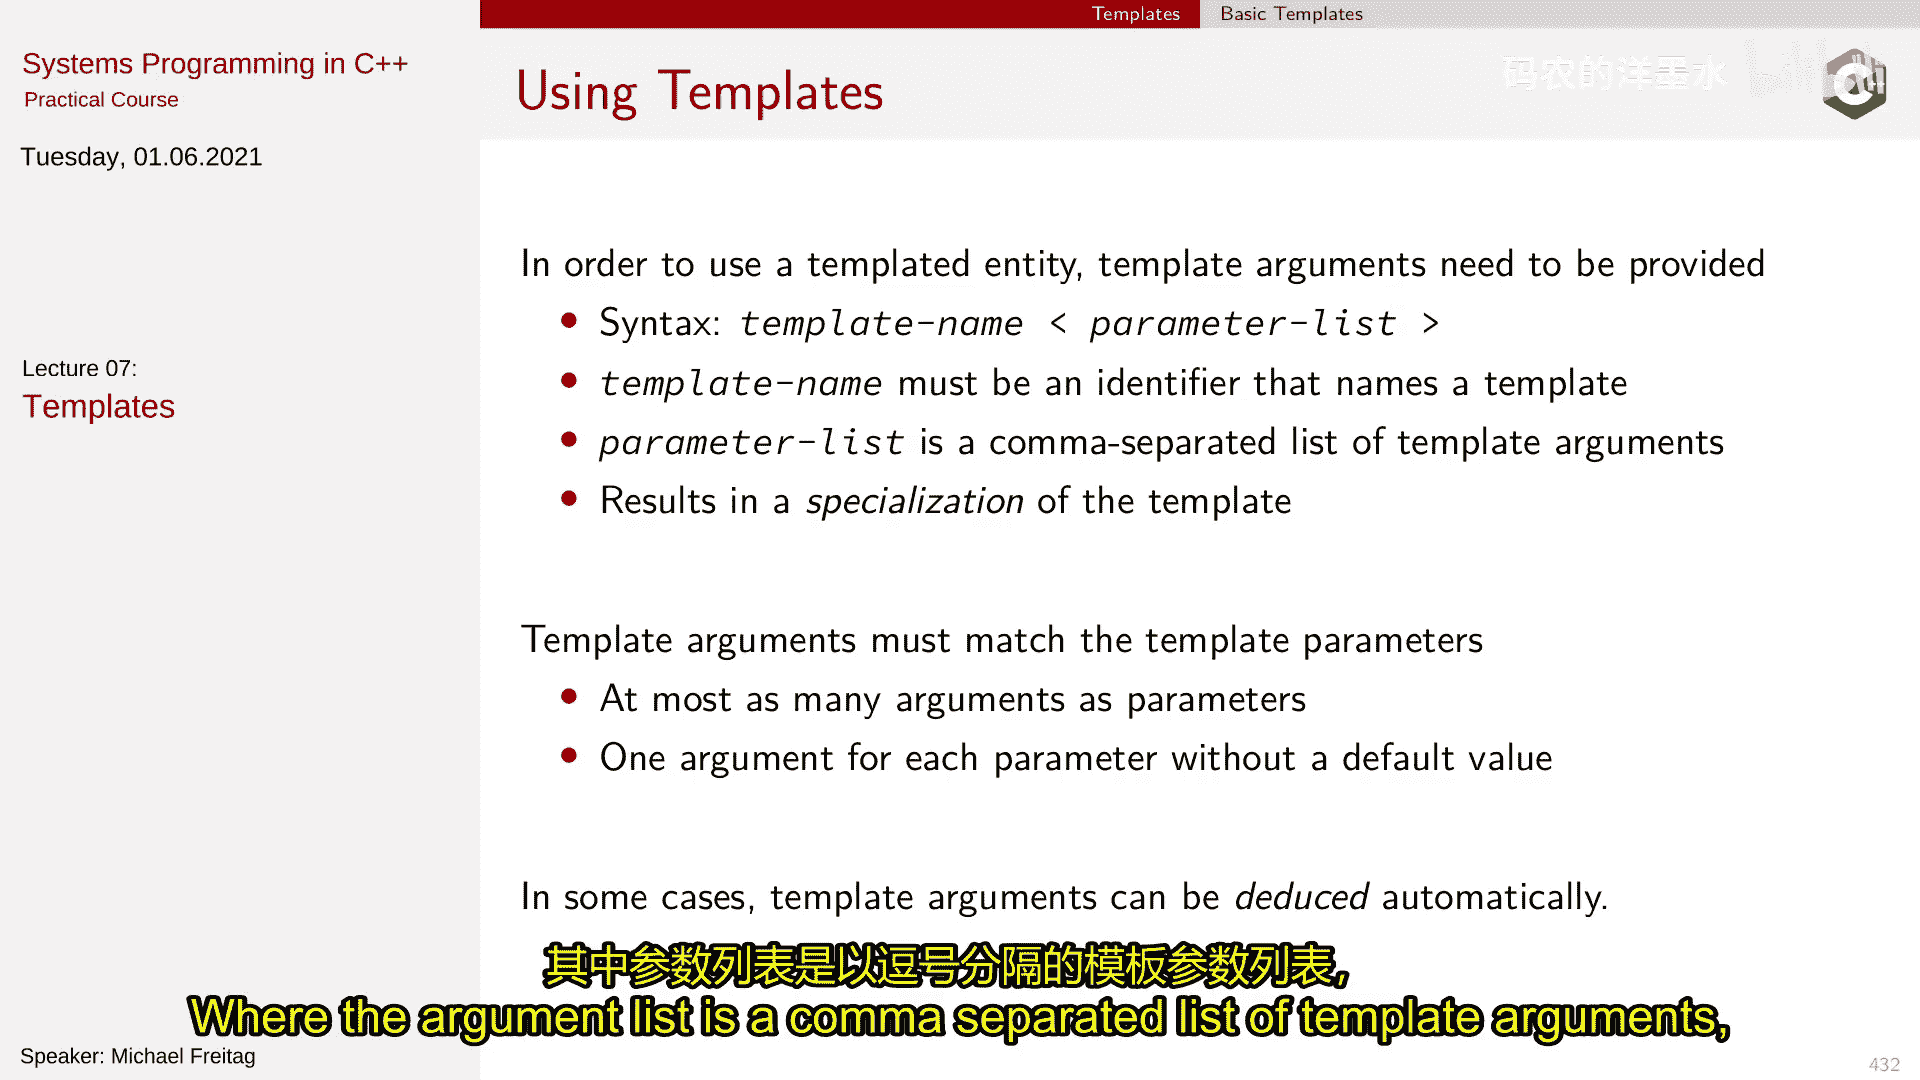 Templates
Basic Templates
Systems Programming in C++
Practical Course
Tuesday, 01.06.2021
Lecture 07:
Templates
Using Templates
码农的洋墨水
In order to use a templated entity, template arguments need to be provided
Syntax: template-name < parameter-list >
template-name must be an identifier that names a template
parameter-list is a comma-separated list of template arguments
Results in a specialization of the template
Template arguments must match the template parameters
At most as many arguments as parameters
One argument for each parameter without a default value
In some cases, template arguments can be deduced automatically.
其中参数列表是以逗号分隔的模板参数列表,
Where the argument list is a comma separated list of template arguments,
Speaker: Michael Freitag
432